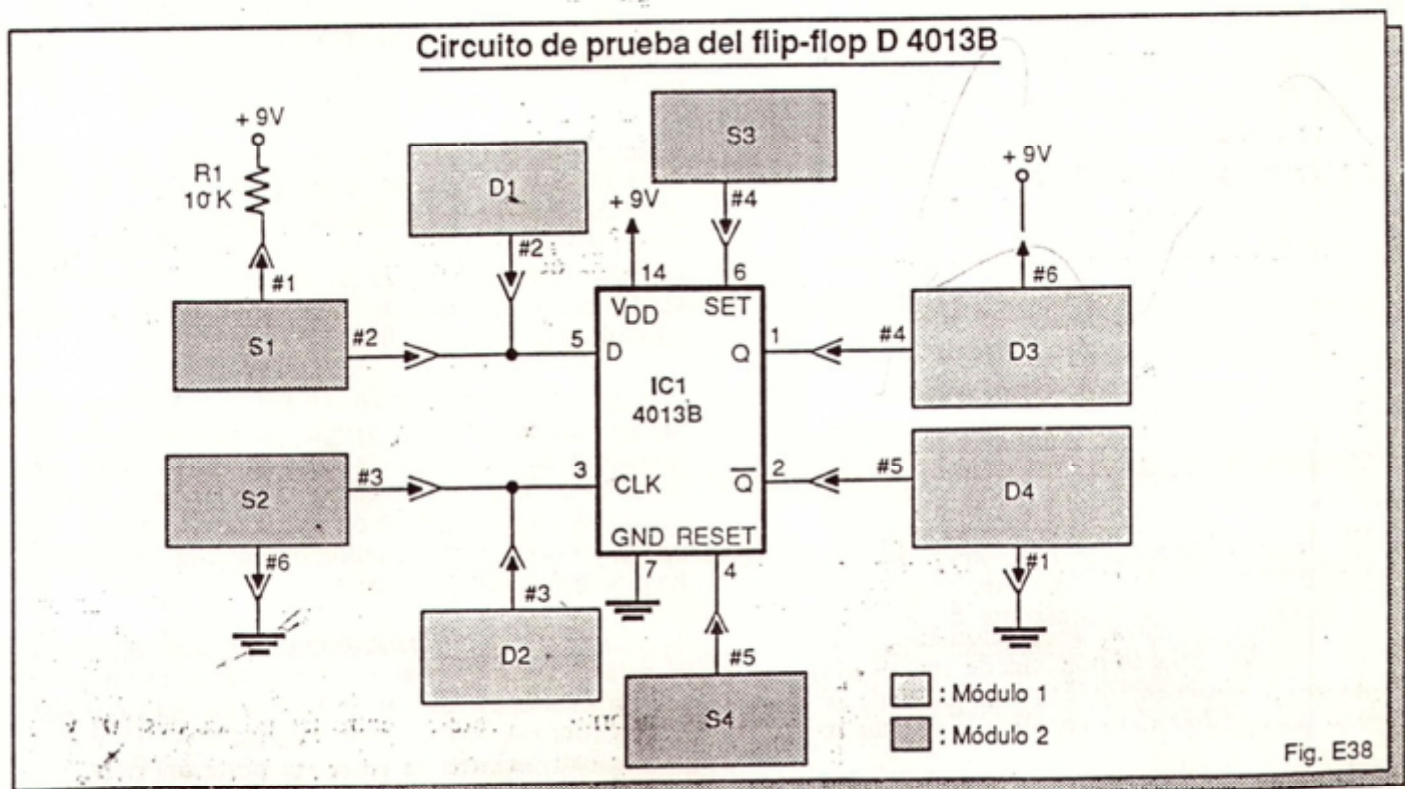 Circuito de prueba del flip-flop D 4013B
+ 9V
R1
10 K
#1
S1
#2
D1
#2
+ 9V
14
S3
#4
6
VDD
SET
5
D
Q
1
IC1
4013B
3
CLK
Q
2
GND
RESET
7
4
S2
#3
#6
#3
D2
#5
S4
+ 9V
#6
#4
D3
#5
D4
#1
: Módulo 1
: Módulo 2
Fig. E38